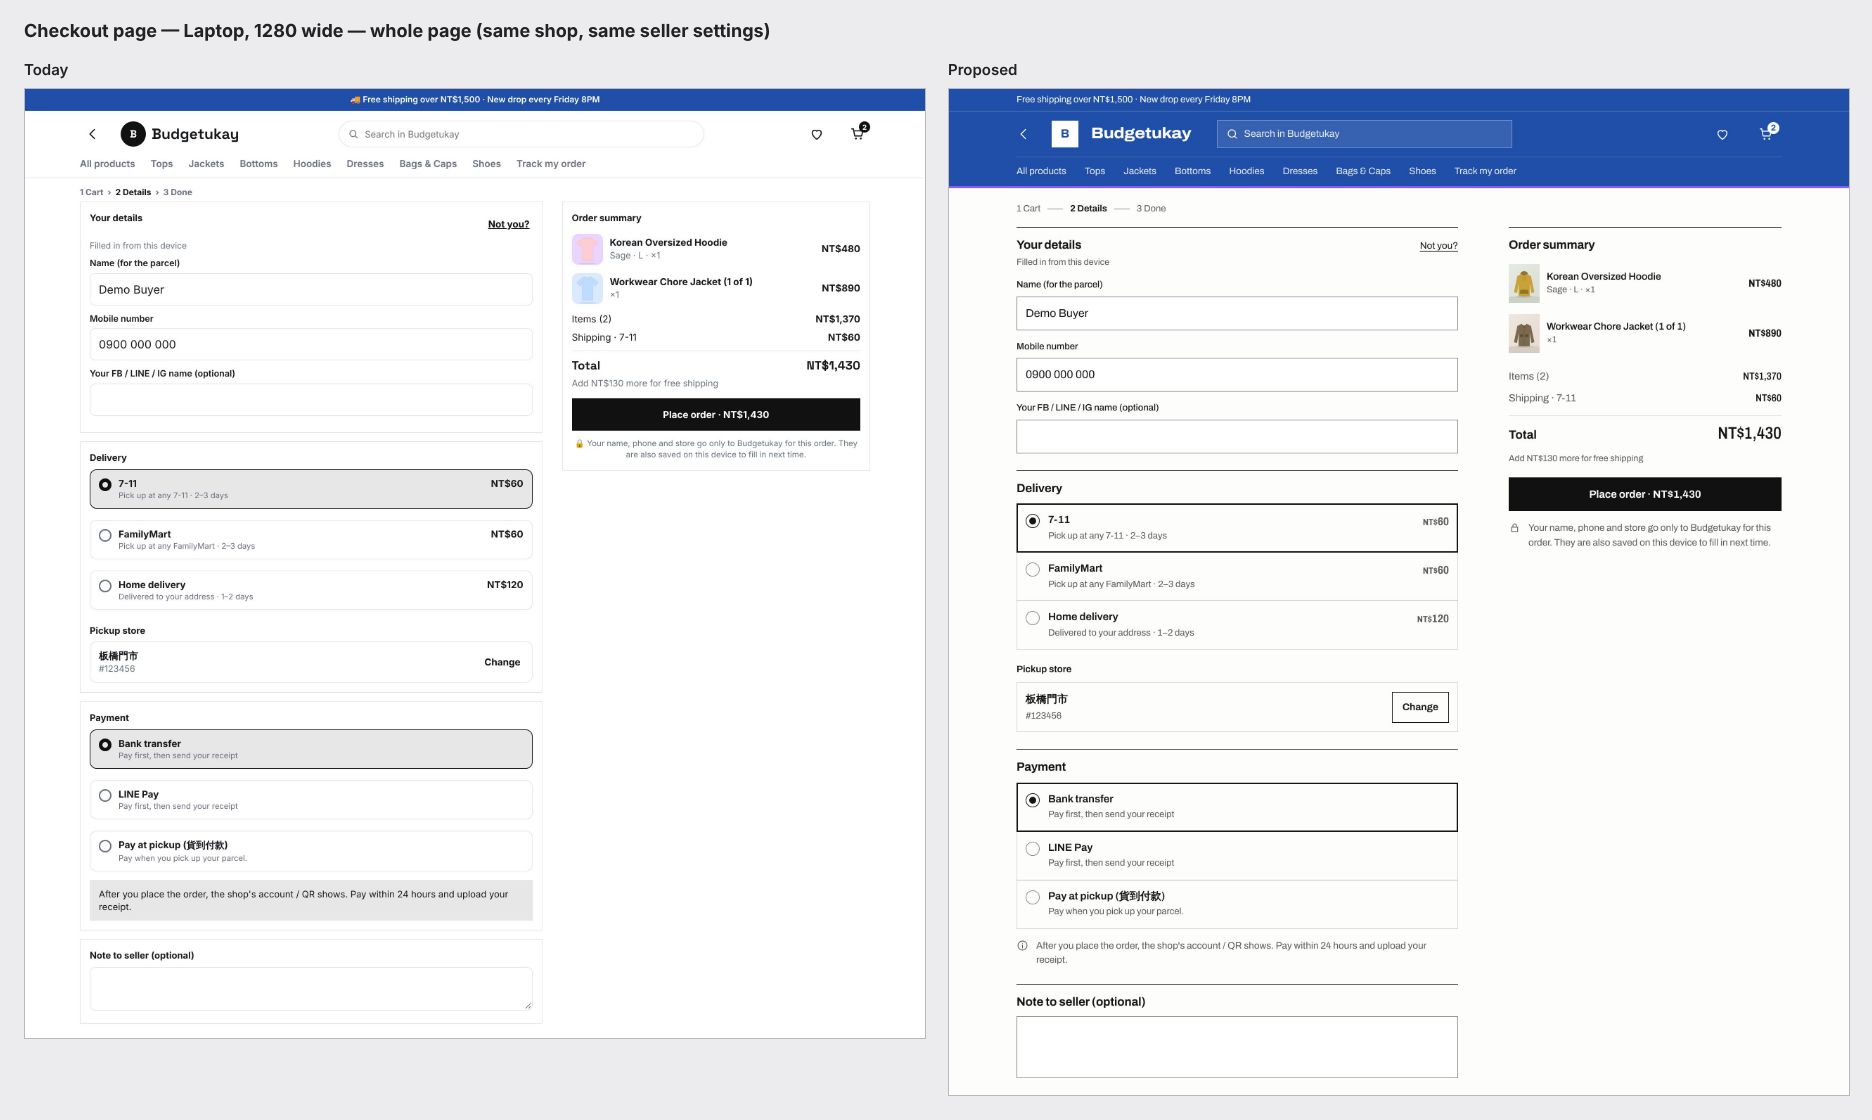 Checkout page — Laptop, 1280 wide — whole page (same shop, same seller settings)
Today
🚚 Free shipping over NT$1,500 · New drop every Friday 8PM
B Budgetukay
Search in Budgetukay
2
All products Tops Jackets Bottoms Hoodies Dresses Bags & Caps Shoes Track my order
1 Cart › 2 Details › 3 Done
Your details
Not you?
Filled in from this device
Name (for the parcel)
Demo Buyer
Mobile number
0900 000 000
Your FB / LINE / IG name (optional)
Delivery
7-11 NT$60
Pick up at any 7-11 · 2–3 days
FamilyMart NT$60
Pick up at any FamilyMart · 2–3 days
Home delivery NT$120
Delivered to your address · 1–2 days
Pickup store
板橋門市
#123456
Change
Payment
Bank transfer
Pay first, then send your receipt
LINE Pay
Pay first, then send your receipt
Pay at pickup (貨到付款)
Pay when you pick up your parcel.
After you place the order, the shop's account / QR shows. Pay within 24 hours and upload your
receipt.
Note to seller (optional)
Order summary
Korean Oversized Hoodie NT$480
Sage · L · ×1
Workwear Chore Jacket (1 of 1) NT$890
×1
Items (2) NT$1,370
Shipping · 7-11 NT$60
Total NT$1,430
Add NT$130 more for free shipping
Place order · NT$1,430
🔒 Your name, phone and store go only to Budgetukay for this order. They
are also saved on this device to fill in next time.
Proposed
Free shipping over NT$1,500 · New drop every Friday 8PM
B Budgetukay
Search in Budgetukay
2
All products Tops Jackets Bottoms Hoodies Dresses Bags & Caps Shoes Track my order
1 Cart — 2 Details — 3 Done
Your details Not you?
Filled in from this device
Name (for the parcel)
Demo Buyer
Mobile number
0900 000 000
Your FB / LINE / IG name (optional)
Delivery
7-11 NT$60
Pick up at any 7-11 · 2–3 days
FamilyMart NT$60
Pick up at any FamilyMart · 2–3 days
Home delivery NT$120
Delivered to your address · 1–2 days
Pickup store
板橋門市
#123456
Change
Payment
Bank transfer
Pay first, then send your receipt
LINE Pay
Pay first, then send your receipt
Pay at pickup (貨到付款)
Pay when you pick up your parcel.
After you place the order, the shop's account / QR shows. Pay within 24 hours and upload your
receipt.
Note to seller (optional)
Order summary
Korean Oversized Hoodie NT$480
Sage · L · ×1
Workwear Chore Jacket (1 of 1) NT$890
×1
Items (2) NT$1,370
Shipping · 7-11 NT$60
Total NT$1,430
Add NT$130 more for free shipping
Place order · NT$1,430
Your name, phone and store go only to Budgetukay for this
order. They are also saved on this device to fill in next time.